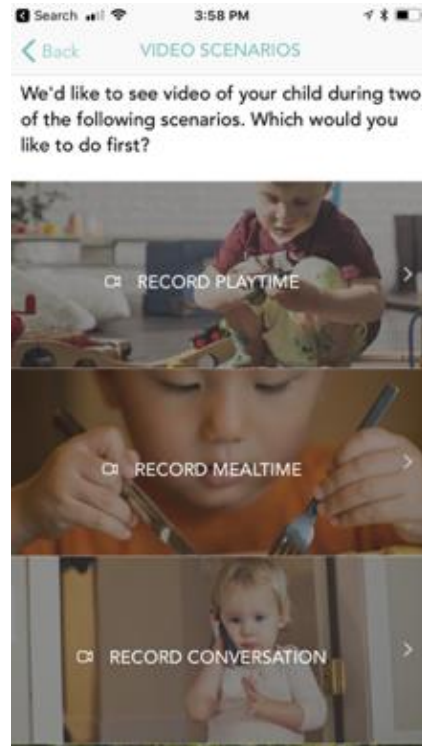 Search 3:58 PM
Back VIDEO SCENARIOS
We'd like to see video of your child during two
of the following scenarios. Which would you
like to do first?
RECORD PLAYTIME
RECORD MEALTIME
RECORD CONVERSATION